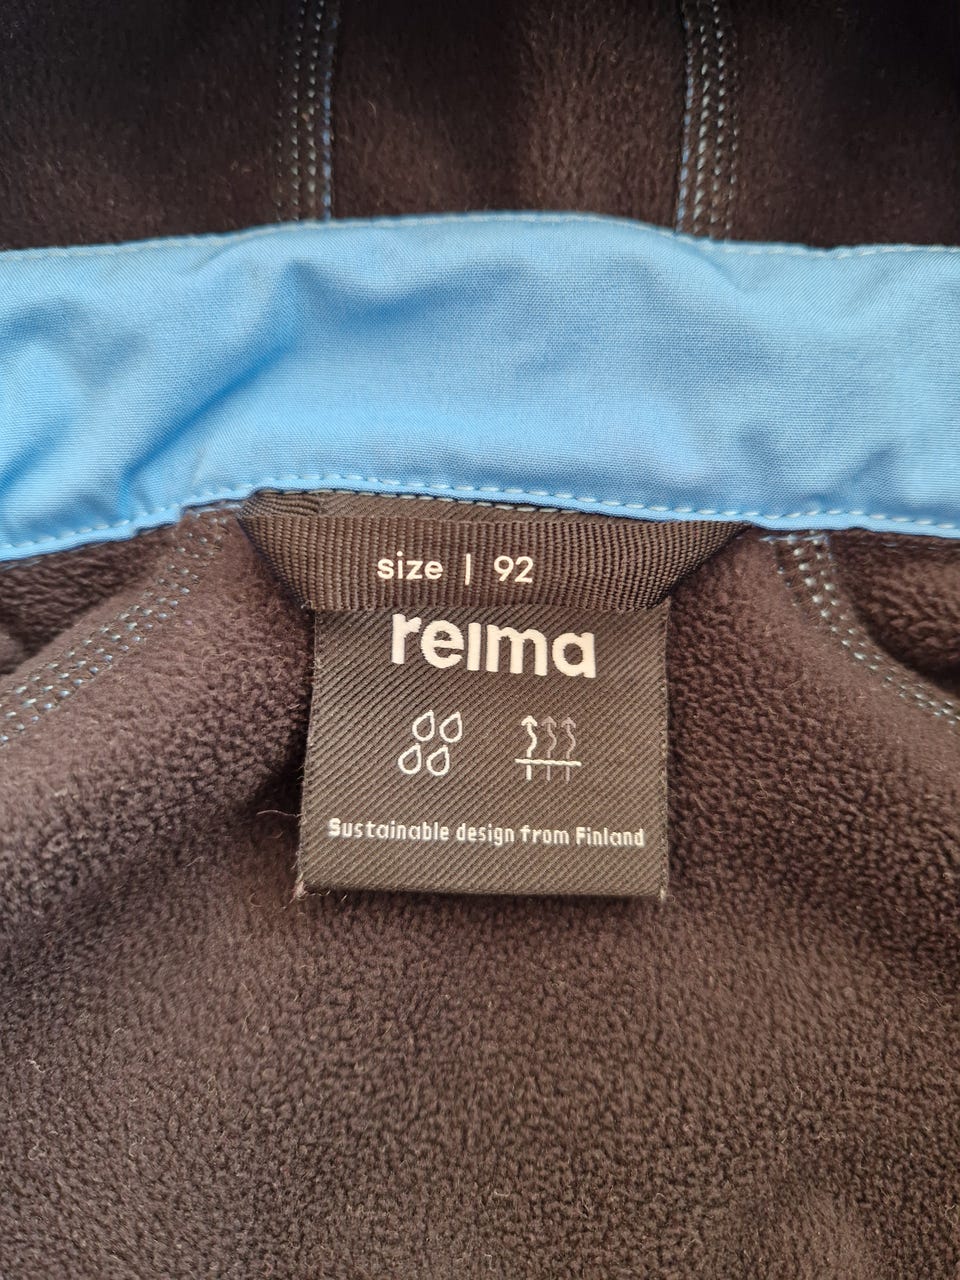 size | 92
reima
Sustainable design from Finland